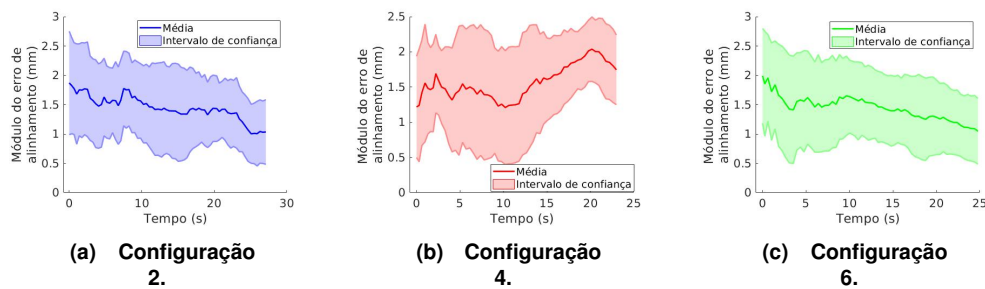 3
2.5
2
1.5
1
0.5
0
0
10
20
30
Módulo do erro de
alinhamento (mm)
Tempo (s)
Média
Intervalo de confiança
(a) Configuração
2.
2.5
2
1.5
1
0.5
0
0
5
10
15
20
25
Módulo do erro de
alinhamento (mm)
Tempo (s)
Média
Intervalo de confiança
(b) Configuração
4.
3
2.5
2
1.5
1
0.5
0
0
5
10
15
20
25
Módulo do erro de
alinhamento (mm)
Tempo (s)
Média
Intervalo de confiança
(c) Configuração
6.